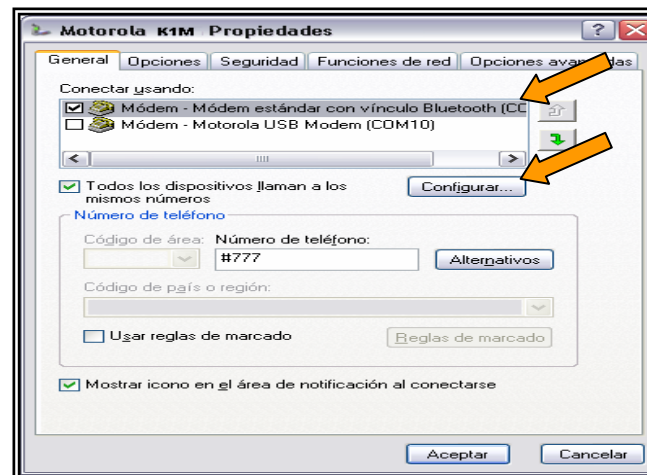 Motorola K1M Propiedades
General Opciones Seguridad Funciones de red Opciones avanzadas
Conectar usando:
Módem - Módem estándar con vínculo Bluetooth (CO
Módem - Motorola USB Modem (COM10)
Todos los dispositivos llaman a los
mismos números
Configurar...
Número de teléfono
Código de área: Número de teléfono:
#777
Alternativos
Código de país o región:
Usar reglas de marcado
Reglas de marcado
Mostrar icono en el área de notificación al conectarse
Aceptar Cancelar